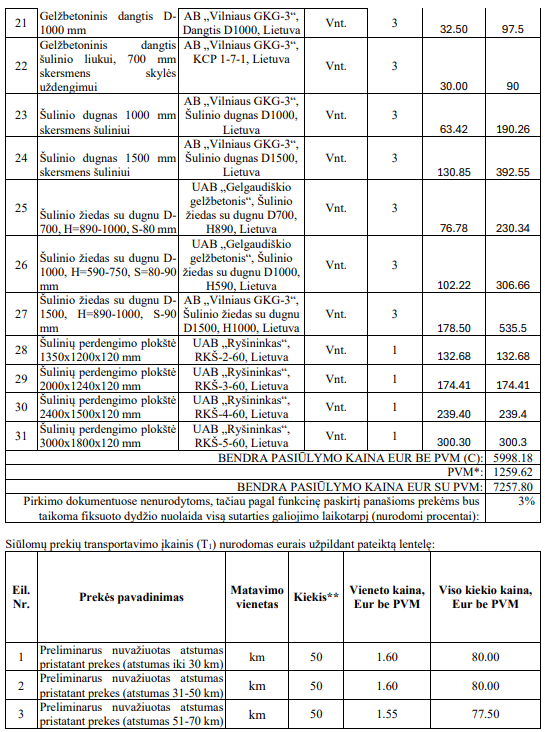 21 Gelžbetoninis dangtis D- AB „Vilniaus GKG-3“, Vnt. 3 32.50 97.5
1000 mm Dangtis D1000, Lietuva
22 Gelžbetoninis dangtis AB „Vilniaus GKG-3“, Vnt. 3 30.00 90
šulinio liukui, 700 mm KCP 1-7-1, Lietuva
skersmens skylės
uždengimui
23 Šulinio dugnas 1000 mm AB „Vilniaus GKG-3“, Vnt. 3 63.42 190.26
skersmens šuliniui Šulinio dugnas D1000,
Lietuva
24 Šulinio dugnas 1500 mm AB „Vilniaus GKG-3“, Vnt. 3 130.85 392.55
skersmens šuliniui Šulinio dugnas D1500,
Lietuva
25 UAB „Gelgaudiškio Vnt. 3 76.78 230.34
gelžbetonis“, Šulinio
Šulinio žiedas su dugnu D- žiedas su dugnu D700,
700, H=890-1000, S-80 mm H890, Lietuva
26 UAB „Gelgaudiškio Vnt. 3 102.22 306.66
Šulinio žiedas su dugnu D- gelžbetonis“, Šulinio
1000, H=590-750, S=80-90 žiedas su dugnu D1000,
mm H590, Lietuva
27 Šulinio žiedas su dugnu D- AB „Vilniaus GKG-3“, Vnt. 3 178.50 535.5
1500, H=890-1000, S-90 Šulinio žiedas su dugnu
mm D1500, H1000, Lietuva
28 Šulinių perdengimo plokštė UAB „Ryšininkas“, Vnt. 1 132.68 132.68
1350x1200x120 mm RKŠ-2-60, Lietuva
29 Šulinių perdengimo plokštė UAB „Ryšininkas“, Vnt. 1 174.41 174.41
2000x1240x120 mm RKŠ-3-60, Lietuva
30 Šulinių perdengimo plokštė UAB „Ryšininkas“, Vnt. 1 239.40 239.4
2400x1500x120 mm RKŠ-4-60, Lietuva
31 Šulinių perdengimo plokštė UAB „Ryšininkas“, Vnt. 1 300.30 300.3
3000x1800x120 mm RKŠ-5-60, Lietuva
BENDRA PASIŪLYMO KAINA EUR BE PVM (C): 5998.18
PVM*: 1259.62
BENDRA PASIŪLYMO KAINA EUR SU PVM: 7257.80
Pirkimo dokumentuose nenurodytoms, tačiau pagal funkcinę paskirtį panašioms prekėms bus 3%
taikoma fiksuoto dydžio nuolaida visą sutarties galiojimo laikotarpį (nurodomi procentai):
Siūlomų prekių transportavimo įkainis (T₁) nurodomas eurais užpildant pateiktą lentelę:
Eil. Nr. Prekės pavadinimas Matavimo vienetas Kiekis** Vieneto kaina, Eur be PVM Viso kiekio kaina, Eur be PVM
1 Preliminarus nuvažiuotas atstumas km 50 1.60 80.00
pristatant prekes (atstumas iki 30 km)
2 Preliminarus nuvažiuotas atstumas km 50 1.60 80.00
pristatant prekes (atstumas 31-50 km)
3 Preliminarus nuvažiuotas atstumas km 50 1.55 77.50
pristatant prekes (atstumas 51-70 km)